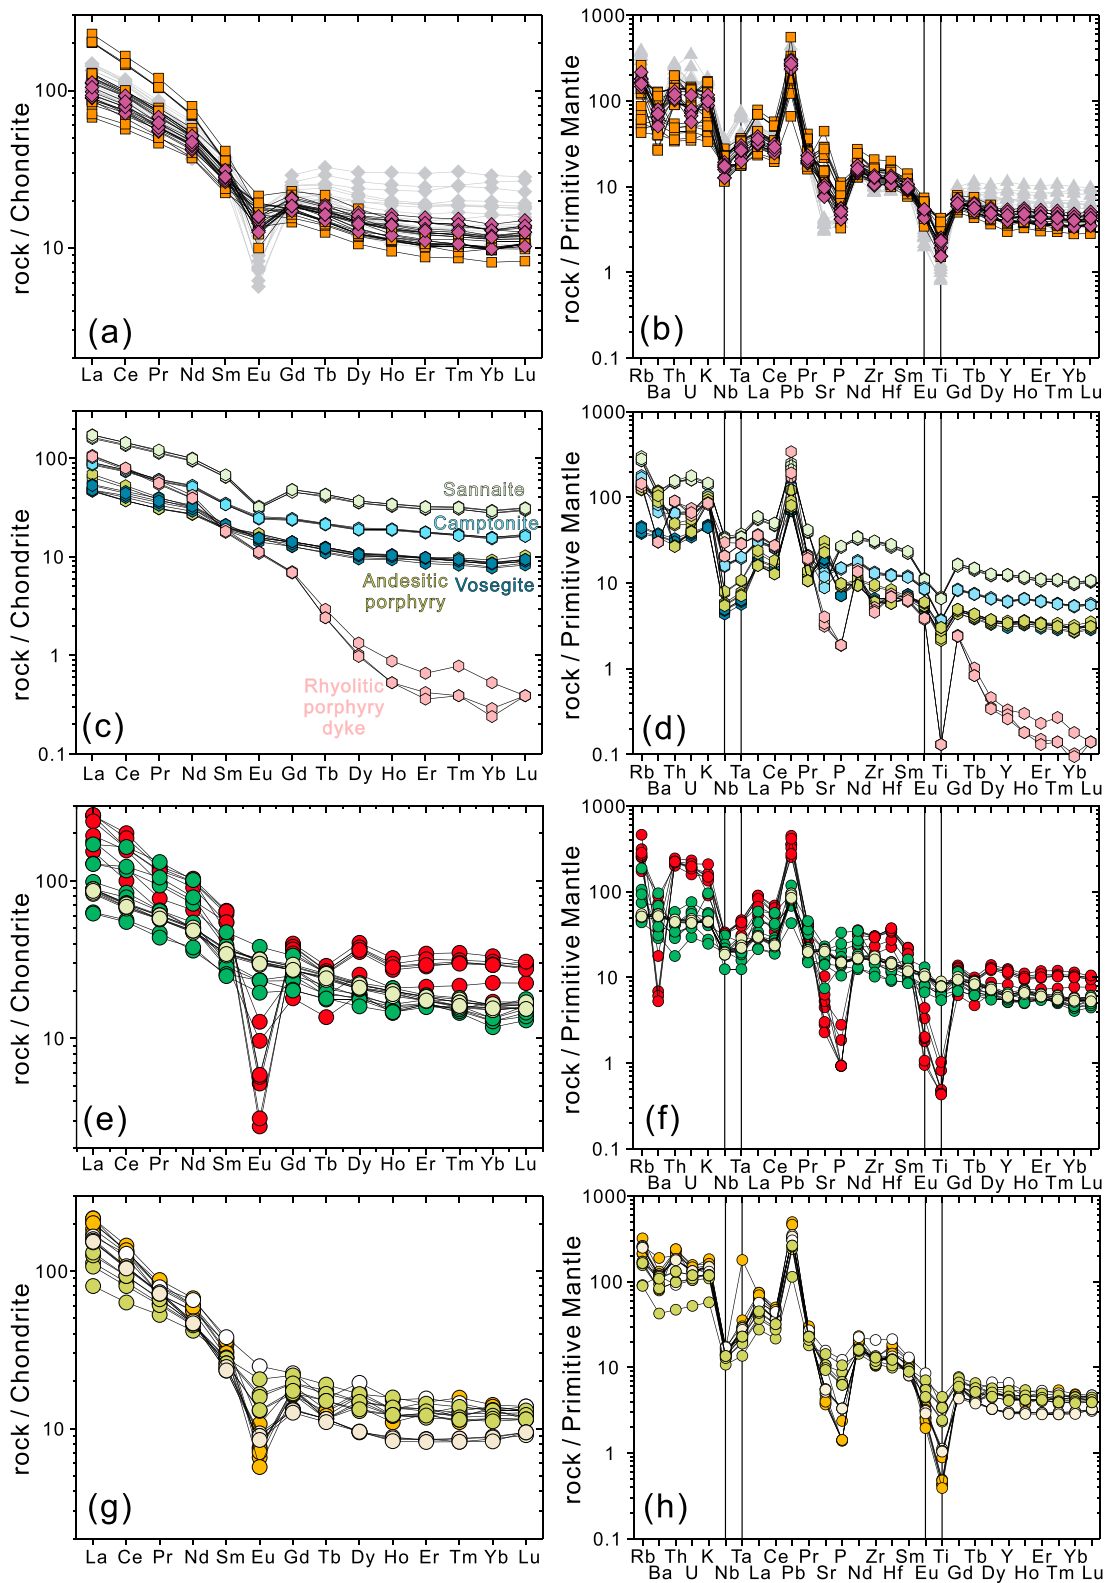 rock / Chondrite
100
10
(a)
La Ce Pr Nd Sm Eu Gd Tb Dy Ho Er Tm Yb Lu
rock / Primitive Mantle
1000
100
10
1
0.1
(b)
Rb Th K Ta Ce Pr P Zr Sm Ti Tb Y Er Yb
Ba U Nb La Pb Sr Nd Hf Eu Gd Dy Ho Tm Lu
rock / Chondrite
100
10
1
0.1
Sannaite
Camptonite
Andesitic
porphyry
Vosegite
Rhyolitic
porphyry
dyke
(c)
La Ce Pr Nd Sm Eu Gd Tb Dy Ho Er Tm Yb Lu
rock / Primitive Mantle
1000
100
10
1
0.1
(d)
Rb Th K Ta Ce Pr P Zr Sm Ti Tb Y Er Yb
Ba U Nb La Pb Sr Nd Hf Eu Gd Dy Ho Tm Lu
rock / Chondrite
100
10
(e)
La Ce Pr Nd Sm Eu Gd Tb Dy Ho Er Tm Yb Lu
rock / Primitive Mantle
1000
100
10
1
0.1
(f)
Rb Th K Ta Ce Pr P Zr Sm Ti Tb Y Er Yb
Ba U Nb La Pb Sr Nd Hf Eu Gd Dy Ho Tm Lu
rock / Chondrite
100
10
(g)
La Ce Pr Nd Sm Eu Gd Tb Dy Ho Er Tm Yb Lu
rock / Primitive Mantle
1000
100
10
1
0.1
(h)
Rb Th K Ta Ce Pr P Zr Sm Ti Tb Y Er Yb
Ba U Nb La Pb Sr Nd Hf Eu Gd Dy Ho Tm Lu